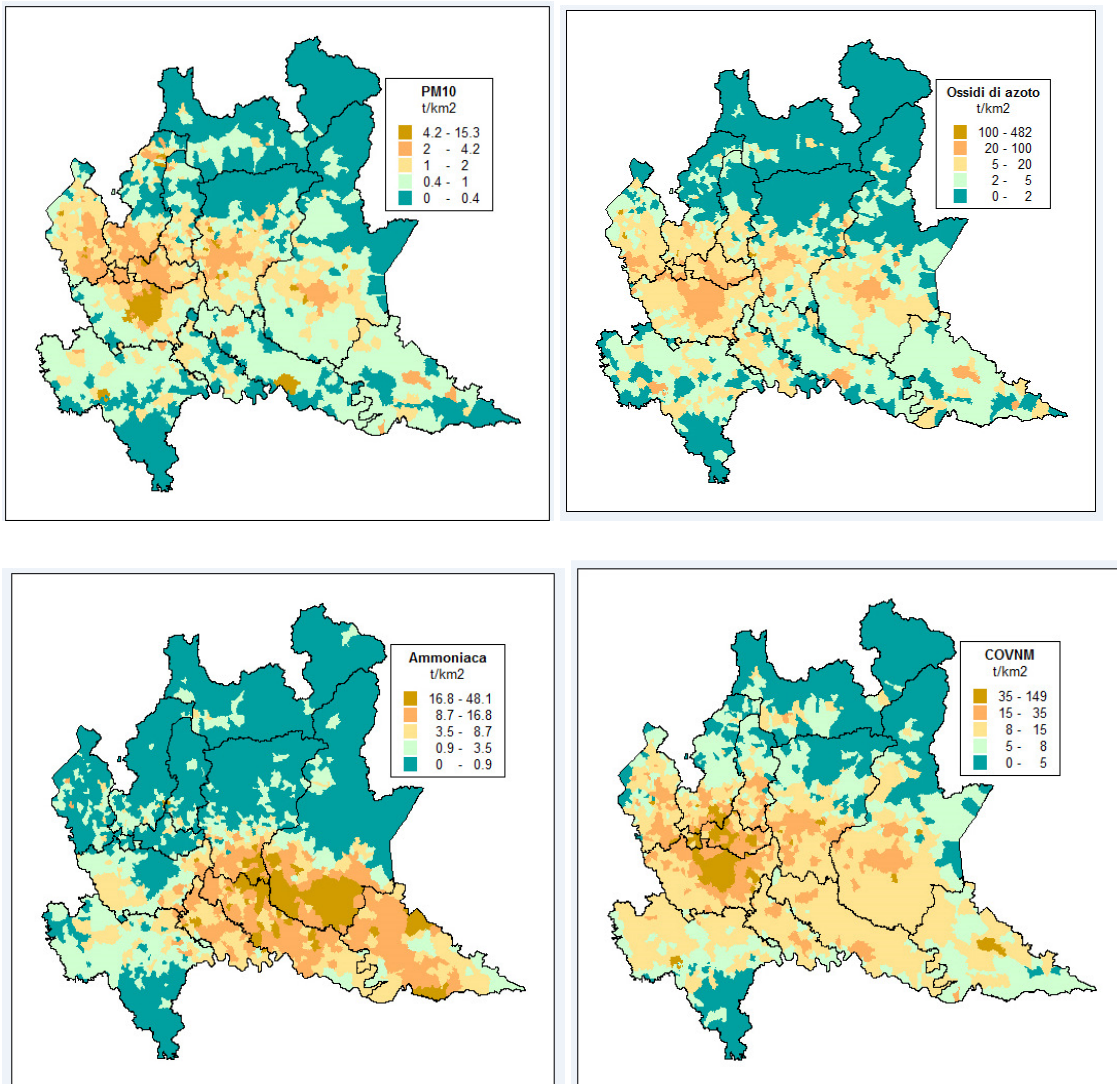 PM10
t/km2
4.2 - 15.3
2 - 4.2
1 - 2
0.4 - 1
0 - 0.4
Ossidi di azoto
t/km2
100 - 482
20 - 100
5 - 20
2 - 5
0 - 2
Ammoniaca
t/km2
16.8 - 48.1
8.7 - 16.8
3.5 - 8.7
0.9 - 3.5
0 - 0.9
COVNM
t/km2
35 - 149
15 - 35
8 - 15
5 - 8
0 - 5